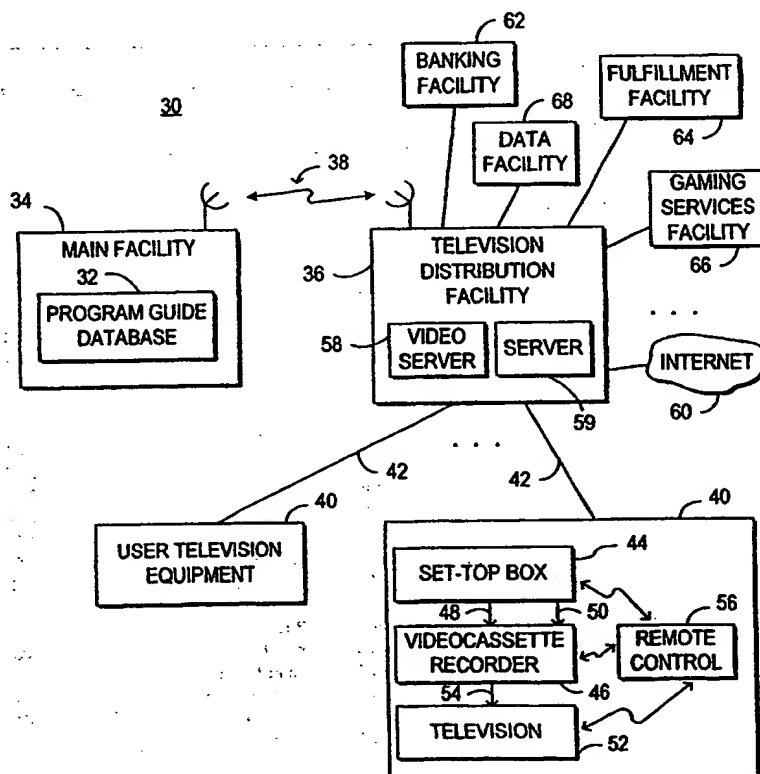 62
BANKING
FACILITY
FULFILLMENT
FACILITY
64
30
68
DATA
FACILITY
38
34
MAIN FACILITY
32
PROGRAM GUIDE
DATABASE
GAMING
SERVICES
FACILITY
66
36
TELEVISION
DISTRIBUTION
FACILITY
58
VIDEO
SERVER
SERVER
59
. . .
INTERNET
60
42
. . .
42
40
USER TELEVISION
EQUIPMENT
40
SET-TOP BOX
44
48
50
56
VIDEOCASSETTE
RECORDER
REMOTE
CONTROL
54
46
TELEVISION
52